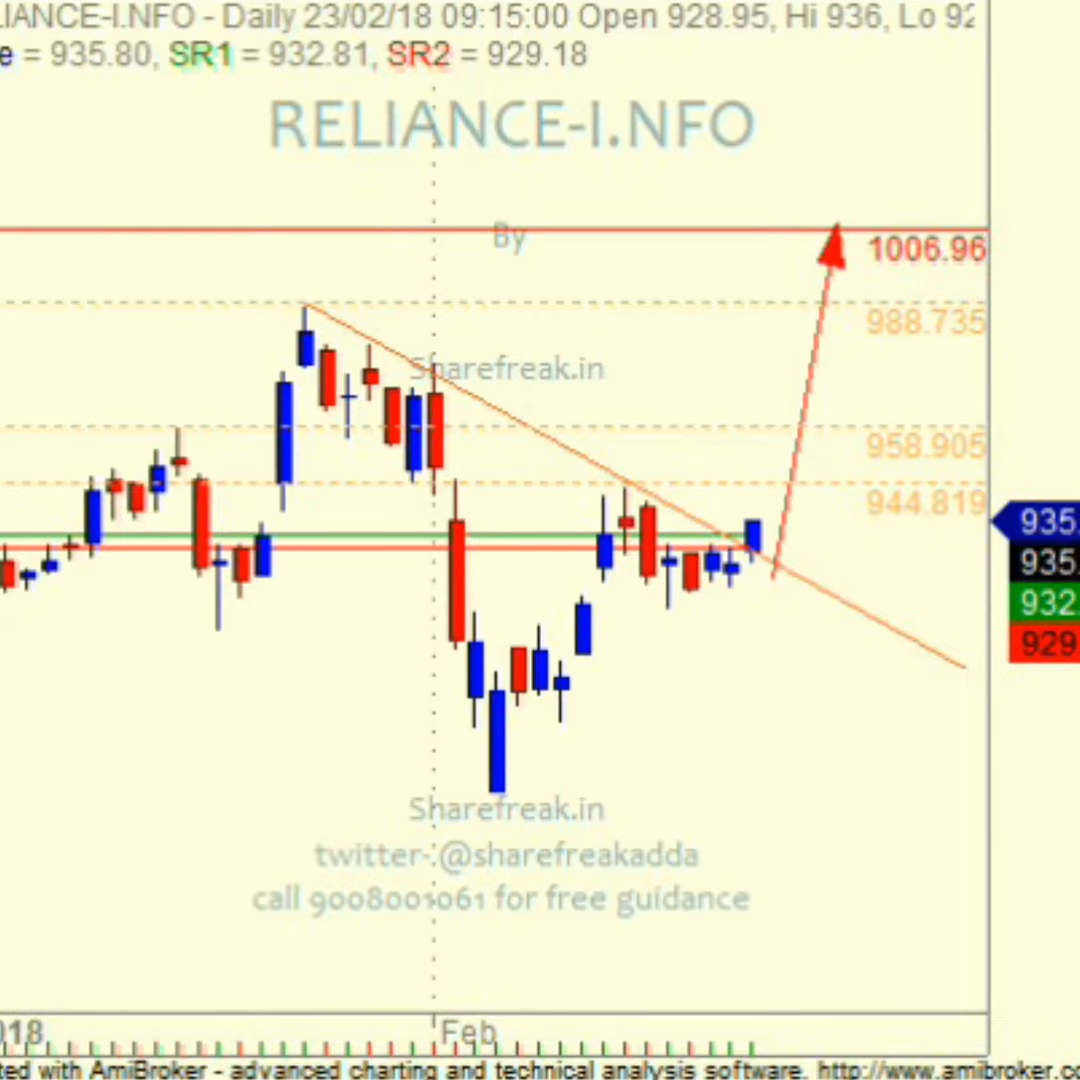 LIANCE-I.NFO - Daily 23/02/18 09:15:00 Open 928.95, Hi 936, Lo 92
e = 935.80, SR1 = 932.81, SR2 = 929.18
RELIANCE-I.NFO
By
1006.96
988.735
Sharefreak.in
958.905
944.819
935.
935.
932.
929
Sharefreak.in
twitter-.@sharefreakadda
call 9008001061 for free guidance
018
Feb
ted with AmiBroker - advanced charting and technical analysis software. http://www.amibroker.co